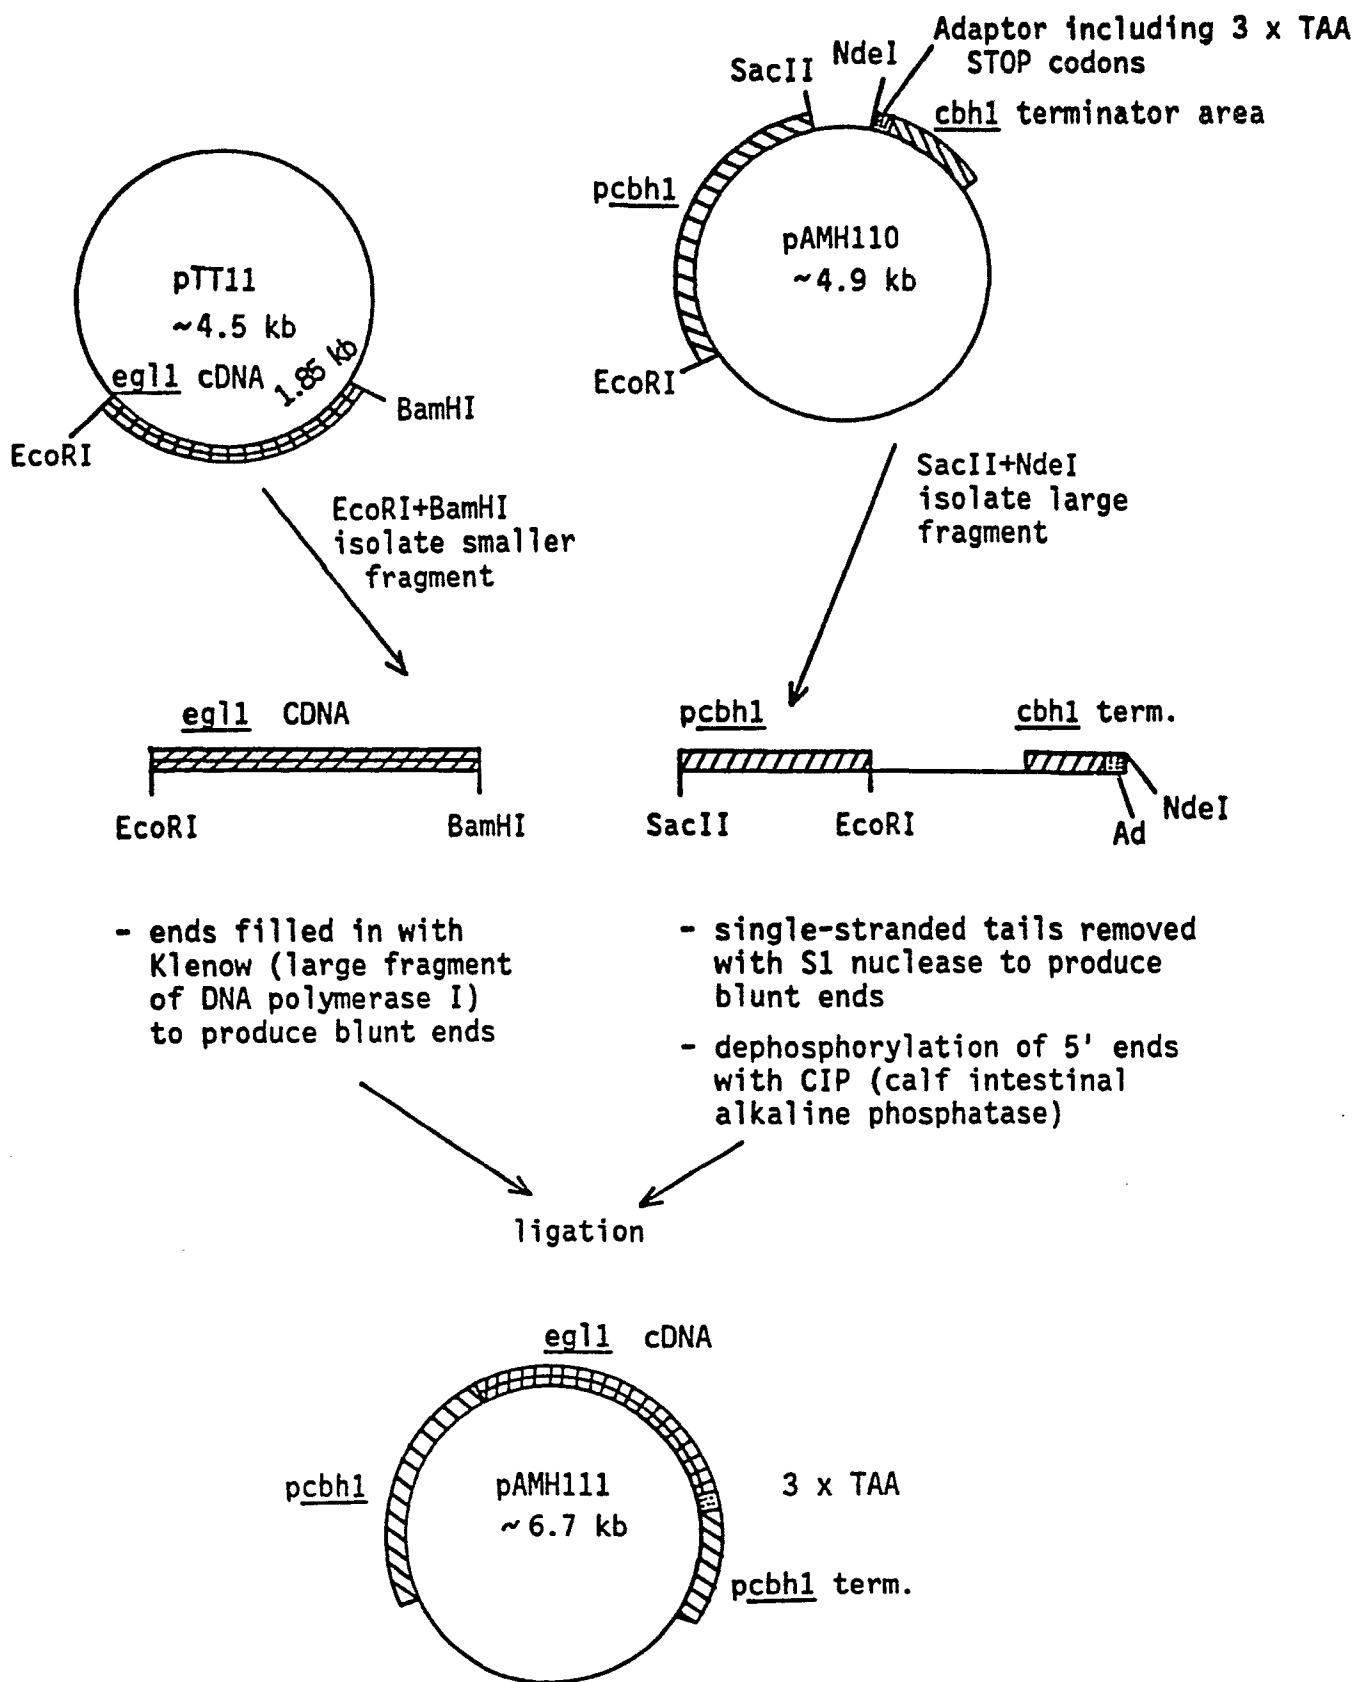 Adaptor including 3 x TAA
STOP codons
SacII
NdeI
cbh1 terminator area
pcbh1
pAMH110
~4.9 kb
EcoRI
pTT11
~4.5 kb
egl1 cDNA
1.85 kb
BamHI
EcoRI
EcoRI+BamHI
isolate smaller
fragment
SacII+NdeI
isolate large
fragment
egl1 CDNA
EcoRI
BamHI
pcbh1
cbh1 term.
SacII
EcoRI
Ad
NdeI
- ends filled in with
Klenow (large fragment
of DNA polymerase I)
to produce blunt ends
- single-stranded tails removed
with S1 nuclease to produce
blunt ends
- dephosphorylation of 5' ends
with CIP (calf intestinal
alkaline phosphatase)
ligation
egl1 cDNA
pcbh1
pAMH111
~6.7 kb
3 x TAA
pcbh1 term.